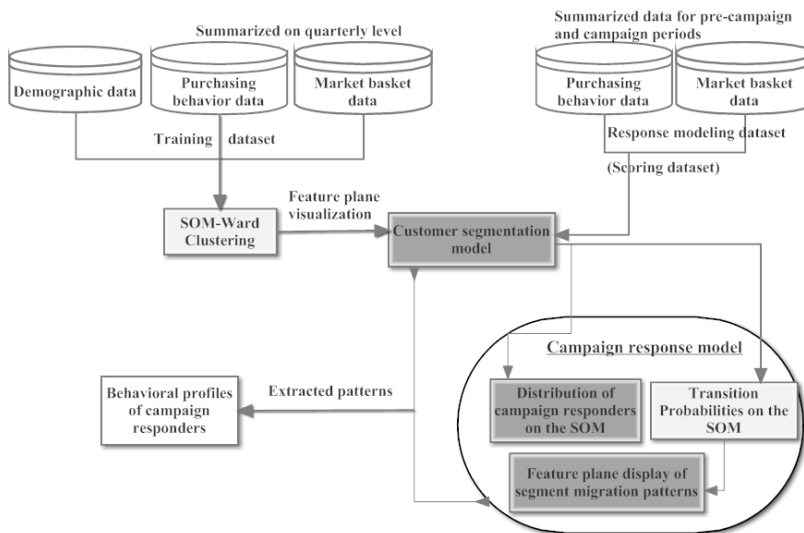 Summarized on quarterly level
Summarized data for pre-campaign
and campaign periods
Demographic data
Purchasing
behavior data
Market basket
data
Purchasing
behavior data
Market basket
data
Training dataset
Response modeling dataset
(Scoring dataset)
Feature plane
visualization
SOM-Ward
Clustering
Customer segmentation
model
Campaign response model
Behavioral profiles
of campaign
responders
Extracted patterns
Distribution of
campaign responders
on the SOM
Transition
Probabilities on the
SOM
Feature plane display of
segment migration patterns